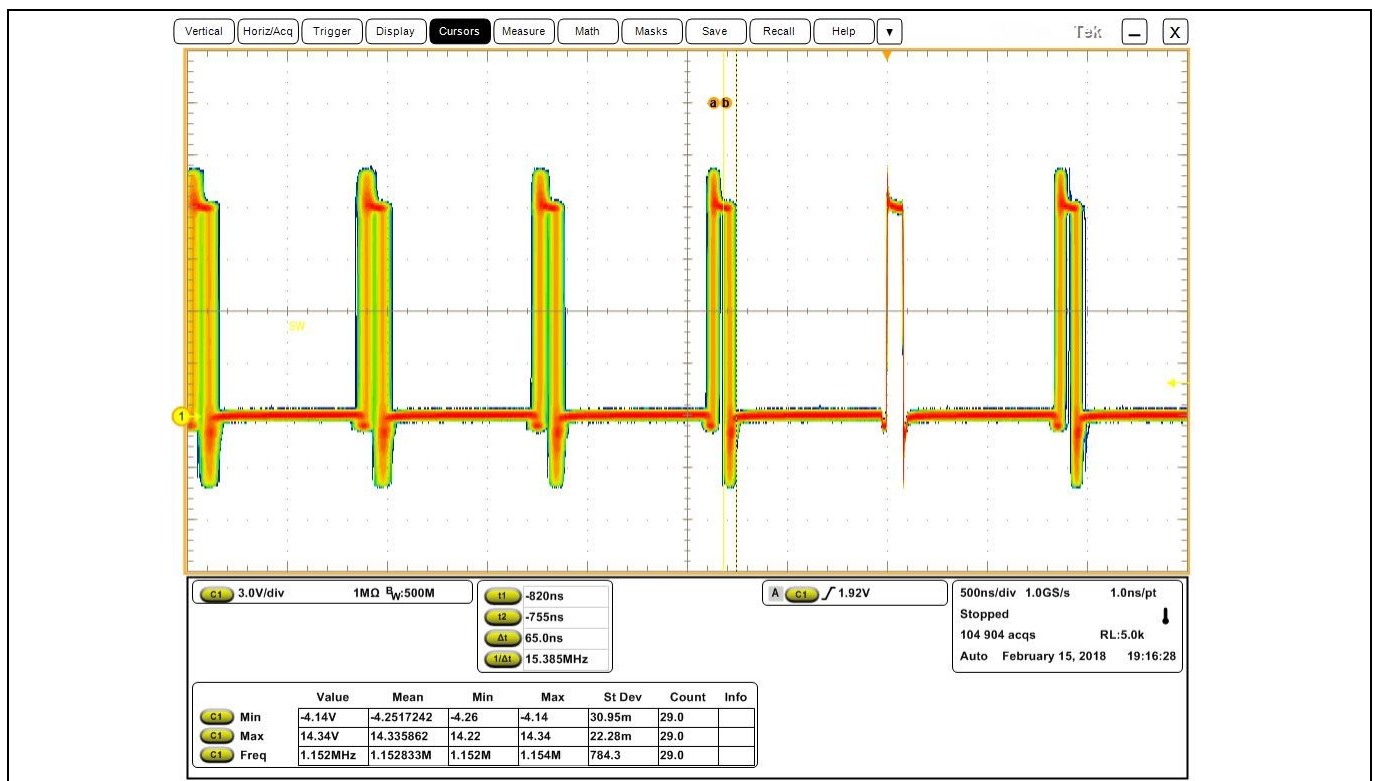 Vertical Horiz/Acq Trigger Display Cursors Measure Math Masks Save Recall Help ▼ Tek – X
a b
SW
1
C1 3.0V/div 1MΩ BW:500M
t1 -820ns
t2 -755ns
Δt 65.0ns
1/Δt 15.385MHz
A C1 1.92V
500ns/div 1.0GS/s 1.0ns/pt
Stopped
104 904 acqs RL:5.0k
Auto February 15, 2018 19:16:28
Value Mean Min Max St Dev Count Info
C1 Min -4.14V -4.2517242 -4.26 -4.14 30.95m 29.0
C1 Max 14.34V 14.335862 14.22 14.34 22.28m 29.0
C1 Freq 1.152MHz 1.152833M 1.152M 1.154M 784.3 29.0